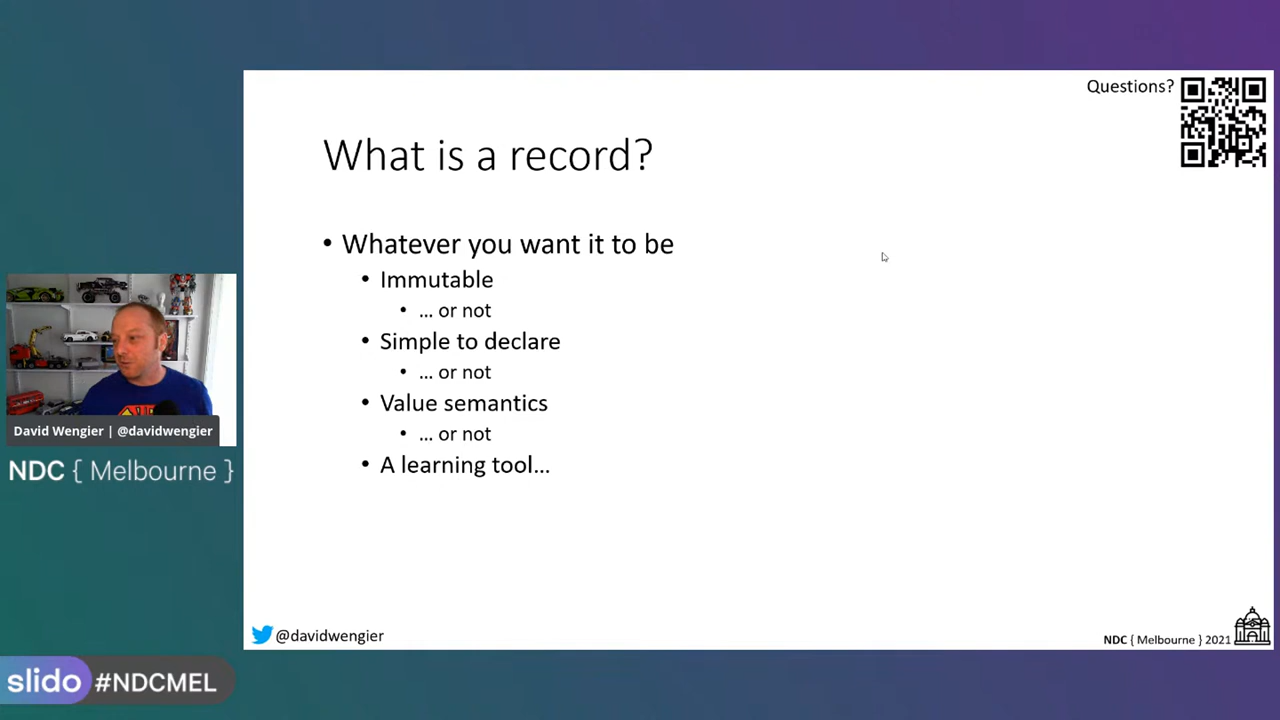 Questions?
What is a record?
• Whatever you want it to be
• Immutable
• ... or not
• Simple to declare
• ... or not
• Value semantics
• ... or not
• A learning tool...
David Wengier | @davidwengier
NDC { Melbourne }
@davidwengier
NDC { Melbourne } 2021
slido #NDCMEL